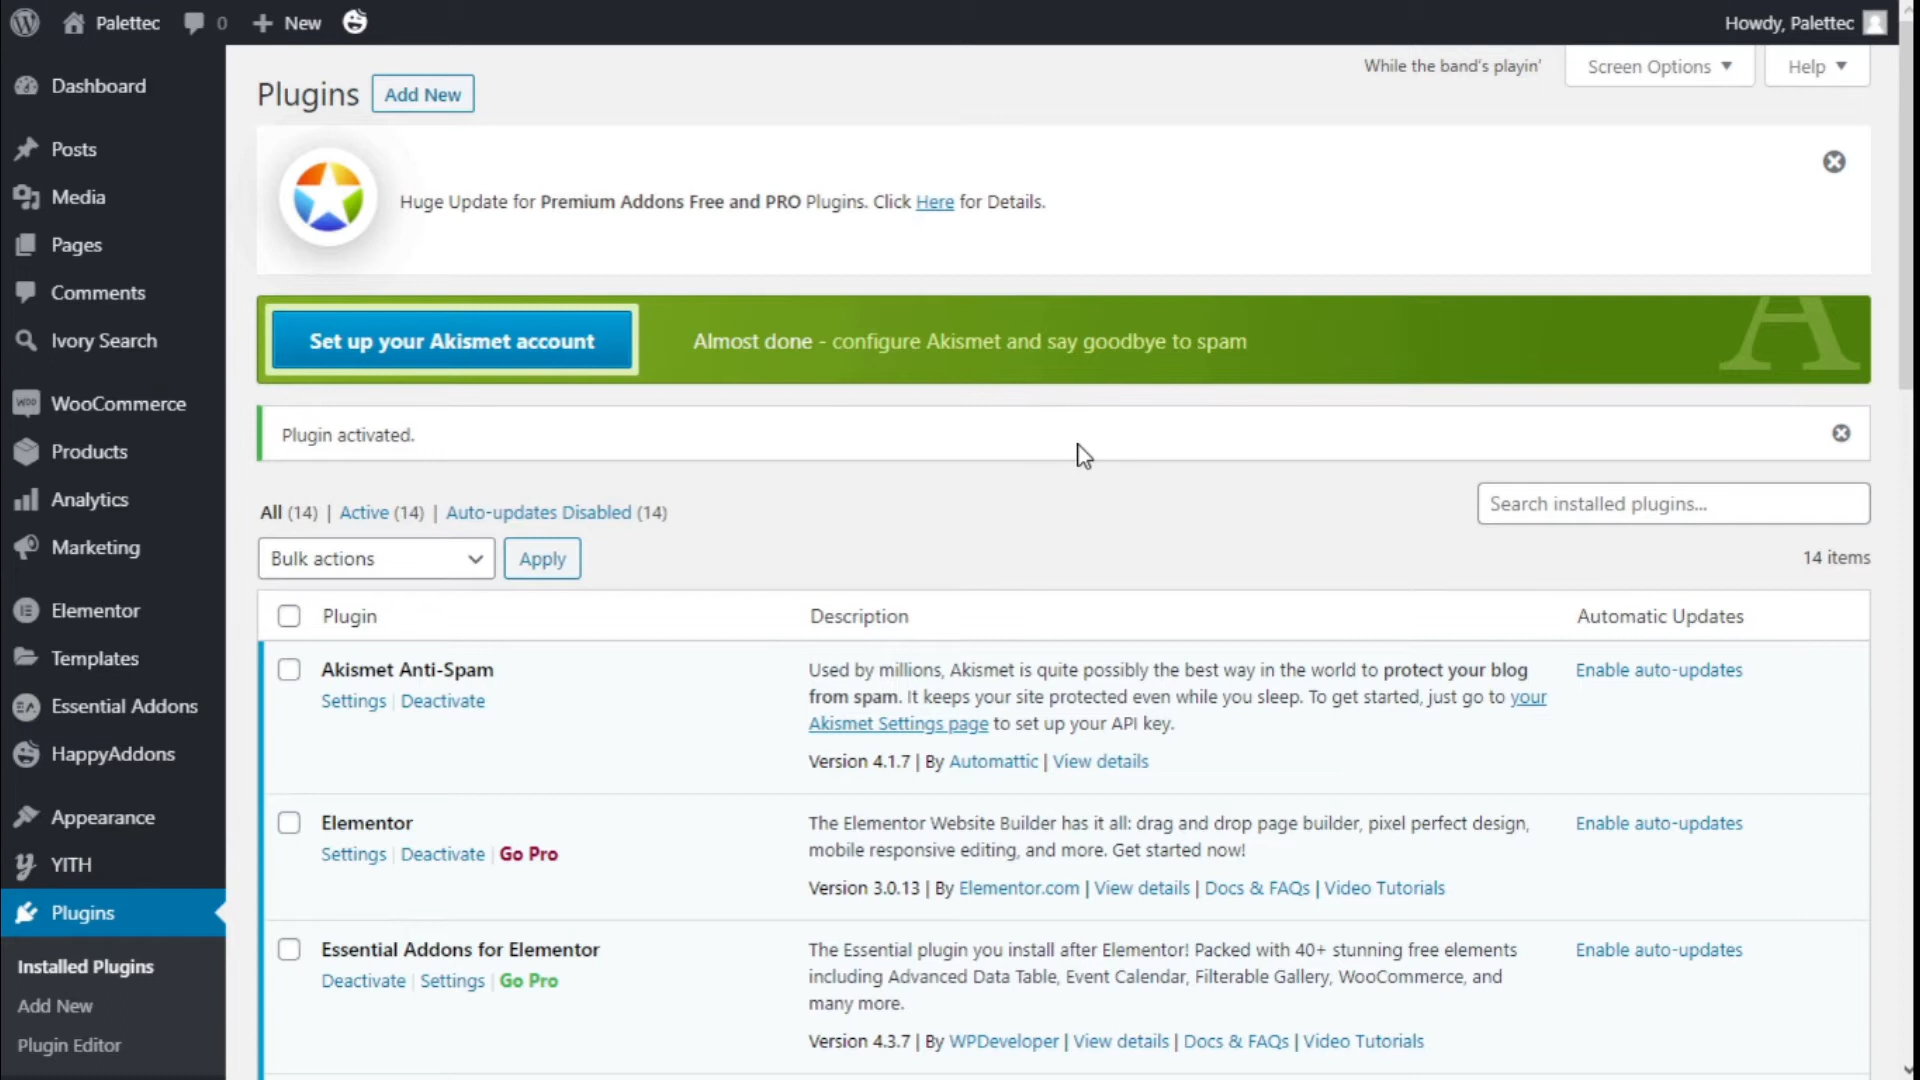 Palettec 0 New Howdy, Palettec
Dashboard
Posts
Media
Pages
Comments
Ivory Search
WooCommerce
Products
Analytics
Marketing
Elementor
Templates
Essential Addons
HappyAddons
Appearance
YITH
Plugins
Installed Plugins
Add New
Plugin Editor
While the band's playin' Screen Options Help
Plugins Add New
Huge Update for Premium Addons Free and PRO Plugins. Click Here for Details.
Set up your Akismet account Almost done - configure Akismet and say goodbye to spam
Plugin activated.
All (14) | Active (14) | Auto-updates Disabled (14) Search installed plugins...
Bulk actions Apply 14 items
Plugin Description Automatic Updates
Akismet Anti-Spam
Settings | Deactivate
Used by millions, Akismet is quite possibly the best way in the world to protect your blog
from spam. It keeps your site protected even while you sleep. To get started, just go to your
Akismet Settings page to set up your API key.
Version 4.1.7 | By Automattic | View details
Enable auto-updates
Elementor
Settings | Deactivate | Go Pro
The Elementor Website Builder has it all: drag and drop page builder, pixel perfect design,
mobile responsive editing, and more. Get started now!
Version 3.0.13 | By Elementor.com | View details | Docs & FAQs | Video Tutorials
Enable auto-updates
Essential Addons for Elementor
Deactivate | Settings | Go Pro
The Essential plugin you install after Elementor! Packed with 40+ stunning free elements
including Advanced Data Table, Event Calendar, Filterable Gallery, WooCommerce, and
many more.
Version 4.3.7 | By WPDeveloper | View details | Docs & FAQs | Video Tutorials
Enable auto-updates